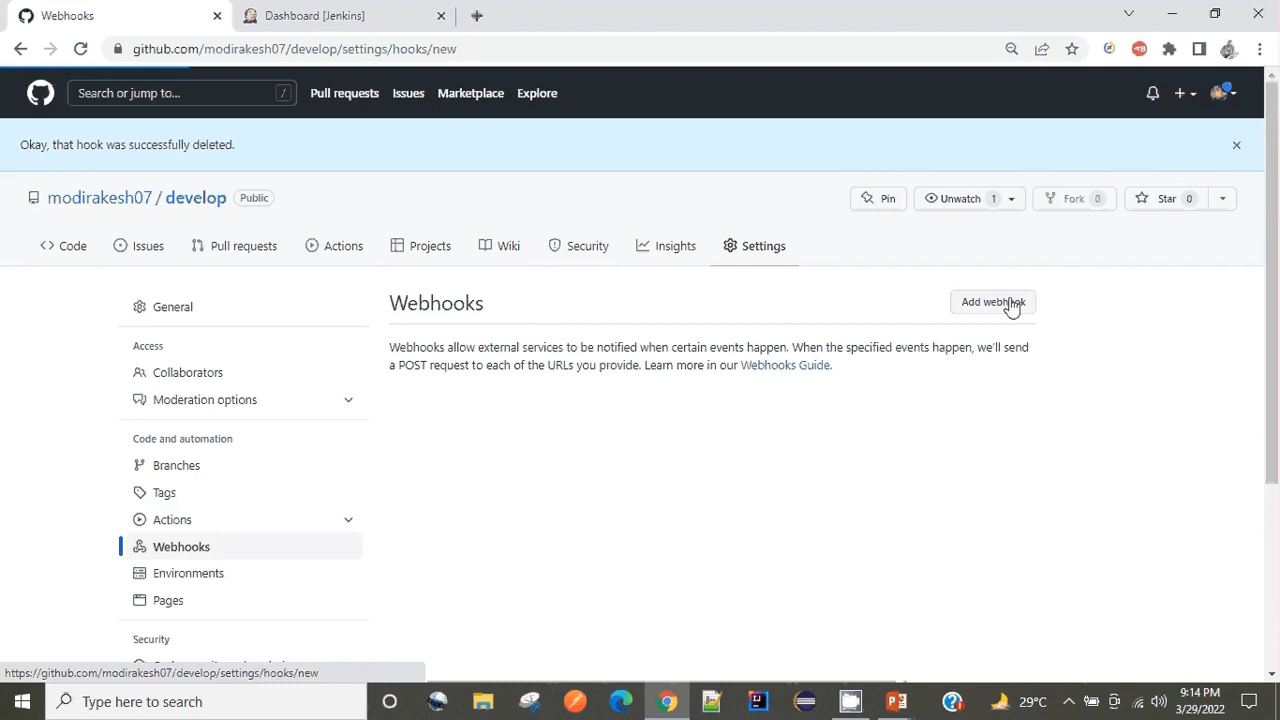 Webhooks
Dashboard [Jenkins]
github.com/modirakesh07/develop/settings/hooks/new
Search or jump to...
/
Pull requests
Issues
Marketplace
Explore
Okay, that hook was successfully deleted.
modirakesh07 / develop
Public
Pin
Unwatch 1
Fork 0
Star 0
Code
Issues
Pull requests
Actions
Projects
Wiki
Security
Insights
Settings
General
Access
Collaborators
Moderation options
Code and automation
Branches
Tags
Actions
Webhooks
Environments
Pages
Security
Webhooks
Add webhook
Webhooks allow external services to be notified when certain events happen. When the specified events happen, we'll send
a POST request to each of the URLs you provide. Learn more in our Webhooks Guide.
https://github.com/modirakesh07/develop/settings/hooks/new
Type here to search
29°C
9:14 PM
3/29/2022